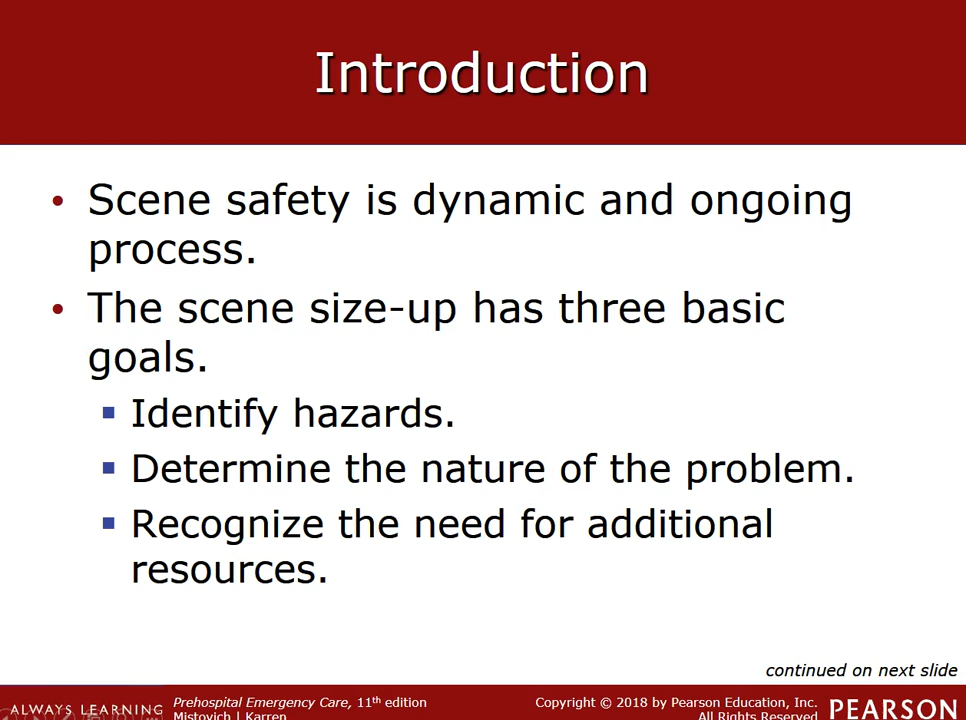 Introduction
• Scene safety is dynamic and ongoing
process.
• The scene size-up has three basic
goals.
▪ Identify hazards.
▪ Determine the nature of the problem.
▪ Recognize the need for additional
resources.
continued on next slide
ALWAYS LEARNING
Prehospital Emergency Care, 11th edition
Mistovich | Karren
Copyright © 2018 by Pearson Education, Inc.
All Rights Reserved
PEARSON